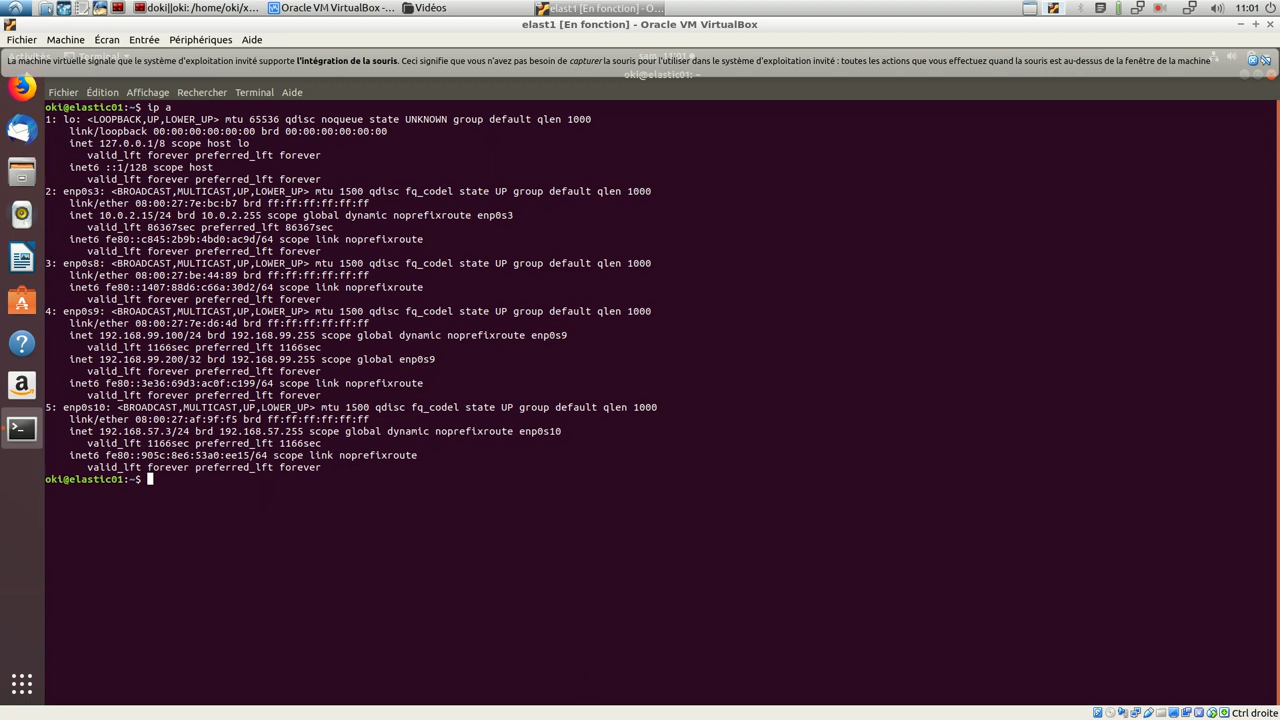 doki||oki: /home/oki/x...
Oracle VM VirtualBox -...
Vidéos
elast1 [En fonction] - O...
11:01
elast1 [En fonction] - Oracle VM VirtualBox
Fichier Machine Écran Entrée Périphériques Aide
La machine virtuelle signale que le système d'exploitation invité supporte l'intégration de la souris. Ceci signifie que vous n'avez pas besoin de capturer la souris pour l'utiliser dans le système d'exploitation invité : toutes les actions que vous effectuez quand la souris est au-dessus de la fenêtre de la machine
oki@elastic01: ~
Fichier Édition Affichage Rechercher Terminal Aide
oki@elastic01:~$ ip a
1: lo: <LOOPBACK,UP,LOWER_UP> mtu 65536 qdisc noqueue state UNKNOWN group default qlen 1000
link/loopback 00:00:00:00:00:00 brd 00:00:00:00:00:00
inet 127.0.0.1/8 scope host lo
valid_lft forever preferred_lft forever
inet6 ::1/128 scope host
valid_lft forever preferred_lft forever
2: enp0s3: <BROADCAST,MULTICAST,UP,LOWER_UP> mtu 1500 qdisc fq_codel state UP group default qlen 1000
link/ether 08:00:27:7e:bc:b7 brd ff:ff:ff:ff:ff:ff
inet 10.0.2.15/24 brd 10.0.2.255 scope global dynamic noprefixroute enp0s3
valid_lft 86367sec preferred_lft 86367sec
inet6 fe80::c845:2b9b:4bd0:ac9d/64 scope link noprefixroute
valid_lft forever preferred_lft forever
3: enp0s8: <BROADCAST,MULTICAST,UP,LOWER_UP> mtu 1500 qdisc fq_codel state UP group default qlen 1000
link/ether 08:00:27:be:44:89 brd ff:ff:ff:ff:ff:ff
inet6 fe80::1407:88d6:c66a:30d2/64 scope link noprefixroute
valid_lft forever preferred_lft forever
4: enp0s9: <BROADCAST,MULTICAST,UP,LOWER_UP> mtu 1500 qdisc fq_codel state UP group default qlen 1000
link/ether 08:00:27:7e:d6:4d brd ff:ff:ff:ff:ff:ff
inet 192.168.99.100/24 brd 192.168.99.255 scope global dynamic noprefixroute enp0s9
valid_lft 1166sec preferred_lft 1166sec
inet 192.168.99.200/32 brd 192.168.99.255 scope global enp0s9
valid_lft forever preferred_lft forever
inet6 fe80::3e36:69d3:ac0f:c199/64 scope link noprefixroute
valid_lft forever preferred_lft forever
5: enp0s10: <BROADCAST,MULTICAST,UP,LOWER_UP> mtu 1500 qdisc fq_codel state UP group default qlen 1000
link/ether 08:00:27:af:9f:f5 brd ff:ff:ff:ff:ff:ff
inet 192.168.57.3/24 brd 192.168.57.255 scope global dynamic noprefixroute enp0s10
valid_lft 1166sec preferred_lft 1166sec
inet6 fe80::905c:8e6:53a0:ee15/64 scope link noprefixroute
valid_lft forever preferred_lft forever
oki@elastic01:~$
Ctrl droite